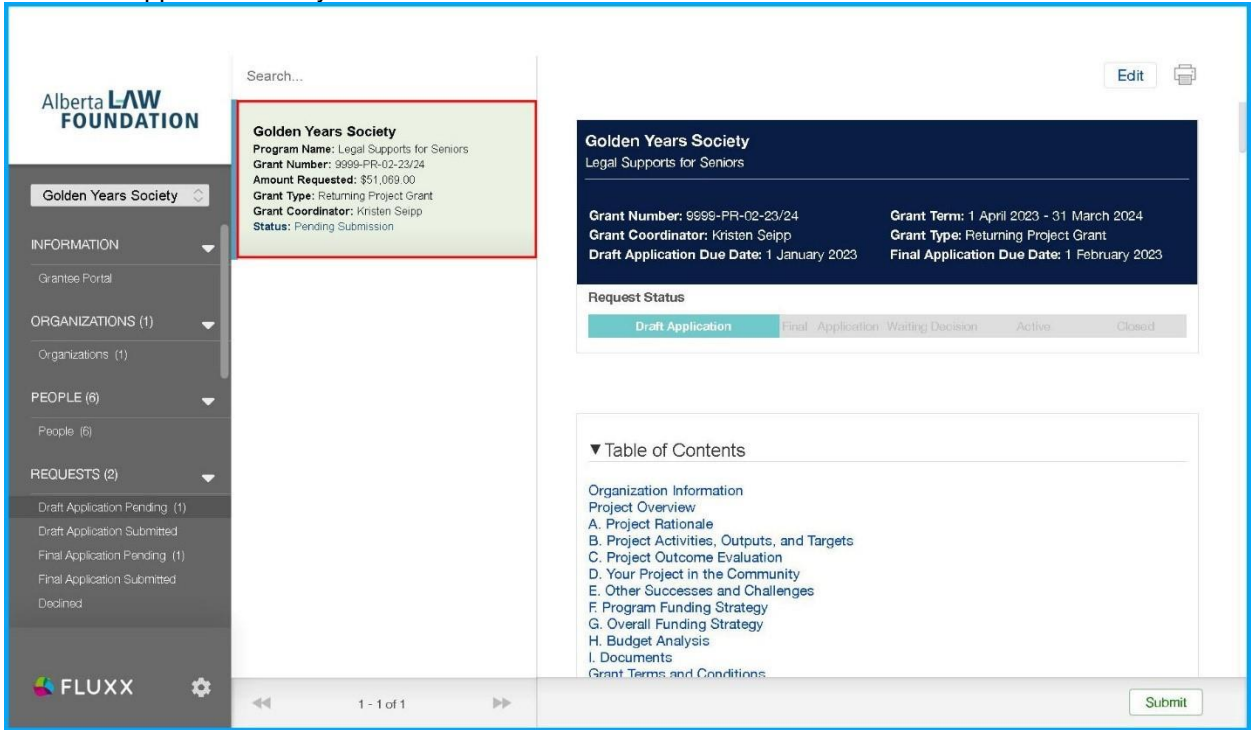 Alberta LAW
FOUNDATION
Golden Years Society
INFORMATION
Grantee Portal
ORGANIZATIONS (1)
Organizations (1)
PEOPLE (6)
People (6)
REQUESTS (2)
Draft Application Pending (1)
Draft Application Submitted
Final Application Pending (1)
Final Application Submitted
Declined
FLUXX
Search...
Golden Years Society
Program Name: Legal Supports for Seniors
Grant Number: 9999-PR-02-23/24
Amount Requested: $51,069.00
Grant Type: Returning Project Grant
Grant Coordinator: Kristen Seipp
Status: Pending Submission
1 - 1 of 1
Edit
Golden Years Society
Legal Supports for Seniors
Grant Number: 9999-PR-02-23/24
Grant Coordinator: Kristen Seipp
Draft Application Due Date: 1 January 2023
Grant Term: 1 April 2023 - 31 March 2024
Grant Type: Returning Project Grant
Final Application Due Date: 1 February 2023
Request Status
Draft Application Final Application Waiting Decision Active Closed
▼ Table of Contents
Organization Information
Project Overview
A. Project Rationale
B. Project Activities, Outputs, and Targets
C. Project Outcome Evaluation
D. Your Project in the Community
E. Other Successes and Challenges
F. Program Funding Strategy
G. Overall Funding Strategy
H. Budget Analysis
I. Documents
Grant Terms and Conditions
Submit